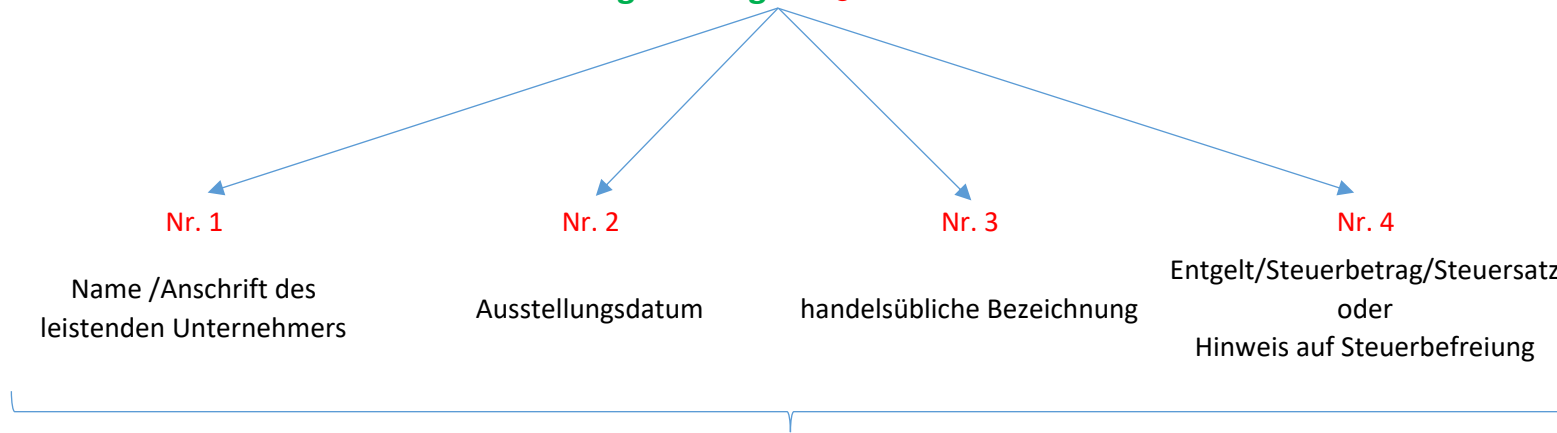 Nr. 1
Nr. 2
Nr. 3
Nr. 4
Name /Anschrift des
leistenden Unternehmers
Ausstellungsdatum
handelsübliche Bezeichnung
Entgelt/Steuerbetrag/Steuersatz
oder
Hinweis auf Steuerbefreiung